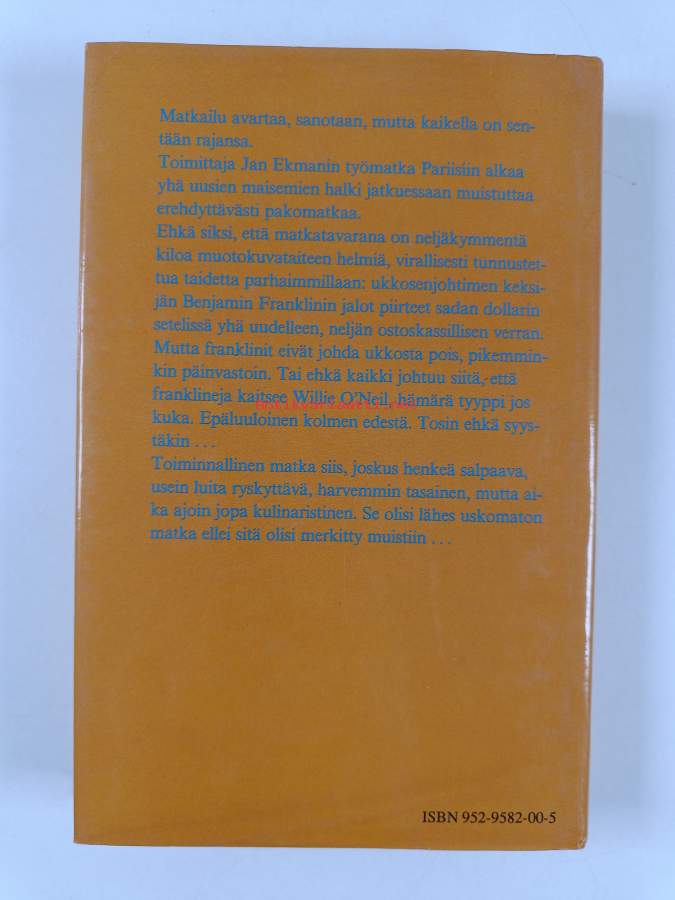 Matkailu avartaa, sanotaan, mutta kaikella on sen-
tään rajansa.
Toimittaja Jan Ekmanin työmatka Pariisiin alkaa
yhä uusien maisemien halki jatkuessaan muistuttaa
erehdyttävästi pakomatkaa.
Ehkä siksi, että matkatavarana on neljäkymmentä
kiloa muotokuvataiteen helmiä, virallisesti tunnustet-
tua taidetta parhaimmillaan: ukkosenjohtimen keksi-
jän Benjamin Franklinin jalot piirteet sadan dollarin
setelissä yhä uudelleen, neljän ostoskassillisen verran.
Mutta franklinit eivät johda ukkosta pois, pikemmin-
kin päinvastoin. Tai ehkä kaikki johtuu siitä, että
franklineja kaitsee Willie O'Neil, hämärä tyyppi jos
kuka. Epäluuloinen kolmen edestä. Tosin ehkä syys-
täkin ...
Toiminnallinen matka siis, joskus henkeä salpaava,
usein luita ryskyttävä, harvemmin tasainen, mutta ai-
ka ajoin jopa kulinaristinen. Se olisi lähes uskomaton
matka ellei sitä olisi merkitty muistiin ...
ISBN 952-9582-00-5